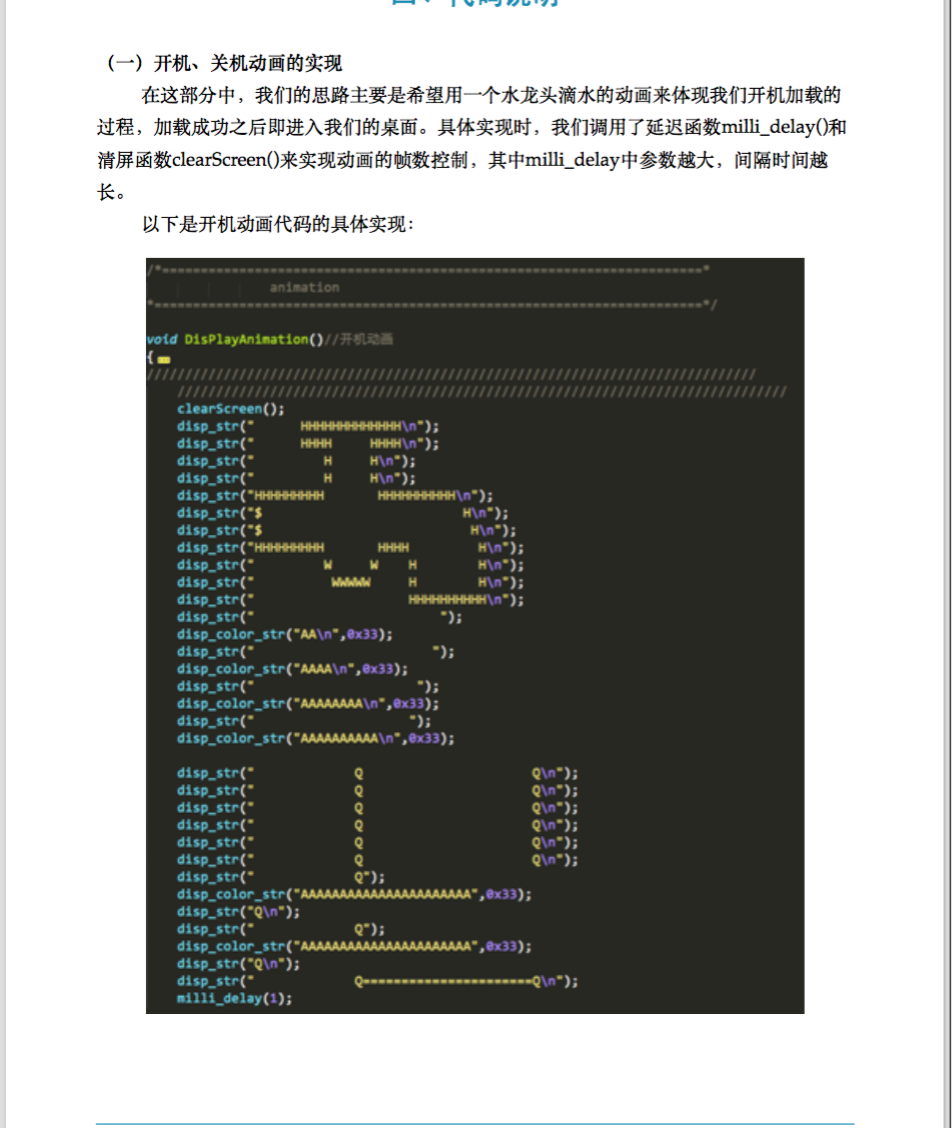 四、代码说明
（一）开机、关机动画的实现
在这部分中，我们的思路主要是希望用一个水龙头滴水的动画来体现我们开机加载的
过程，加载成功之后即进入我们的桌面。具体实现时，我们调用了延迟函数milli_delay()和
清屏函数clearScreen()来实现动画的帧数控制，其中milli_delay中参数越大，间隔时间越
长。
以下是开机动画代码的具体实现：
/*======================================================================*
                animation
*======================================================================*/
void DisPlayAnimation()//开机动画
{
///////////////////////////////////////////////////////////////////////////////
    ///////////////////////////////////////////////////////////////////////////////
    clearScreen();
    disp_str("      HHHHHHHHHHHHH\n");
    disp_str("      HHHH     HHHH\n");
    disp_str("         H     H\n");
    disp_str("         H     H\n");
    disp_str("HHHHHHHHH       HHHHHHHHHH\n");
    disp_str("$                          H\n");
    disp_str("$                           H\n");
    disp_str("HHHHHHHHH       HHHH         H\n");
    disp_str("         W     W    H        H\n");
    disp_str("          WWWWW     H        H\n");
    disp_str("                    HHHHHHHHHH\n");
    disp_str("                        ");
    disp_color_str("AA\n",0x33);
    disp_str("                       ");
    disp_color_str("AAAA\n",0x33);
    disp_str("                     ");
    disp_color_str("AAAAAAAA\n",0x33);
    disp_str("                    ");
    disp_color_str("AAAAAAAAAA\n",0x33);
    disp_str("             Q                      Q\n");
    disp_str("             Q                      Q\n");
    disp_str("             Q                      Q\n");
    disp_str("             Q                      Q\n");
    disp_str("             Q                      Q\n");
    disp_str("             Q                      Q\n");
    disp_str("             Q");
    disp_color_str("AAAAAAAAAAAAAAAAAAAAAA",0x33);
    disp_str("Q\n");
    disp_str("             Q");
    disp_color_str("AAAAAAAAAAAAAAAAAAAAAA",0x33);
    disp_str("Q\n");
    disp_str("             Q======================Q\n");
    milli_delay(1);